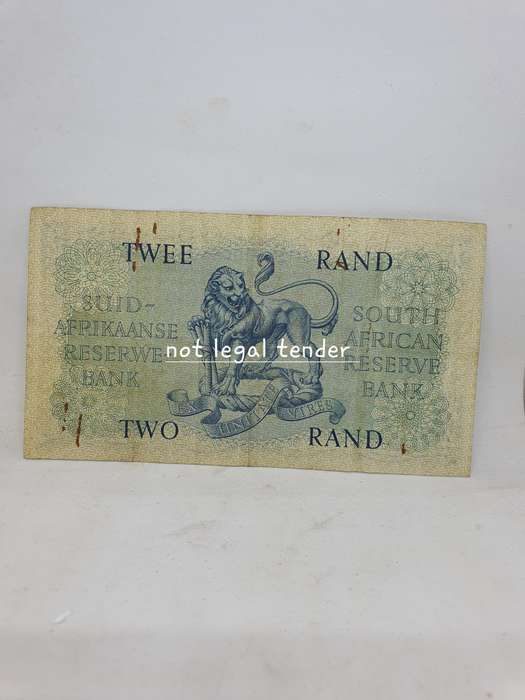 TWEE RAND
SUID-
AFRIKAANSE
RESERWE
BANK
SOUTH
AFRICAN
RESERVE
BANK
not legal tender
EX UNITATE VIRES
TWO RAND